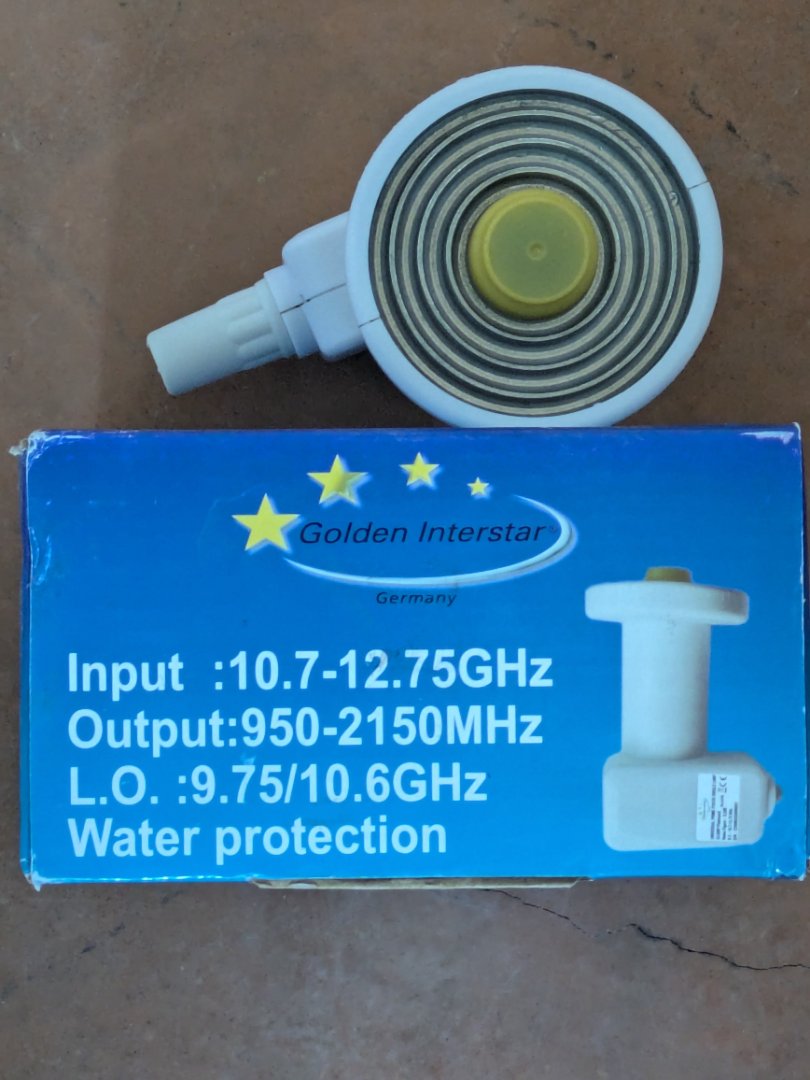 Golden Interstar®
Germany
Input :10.7-12.75GHz
Output:950-2150MHz
L.O. :9.75/10.6GHz
Water protection